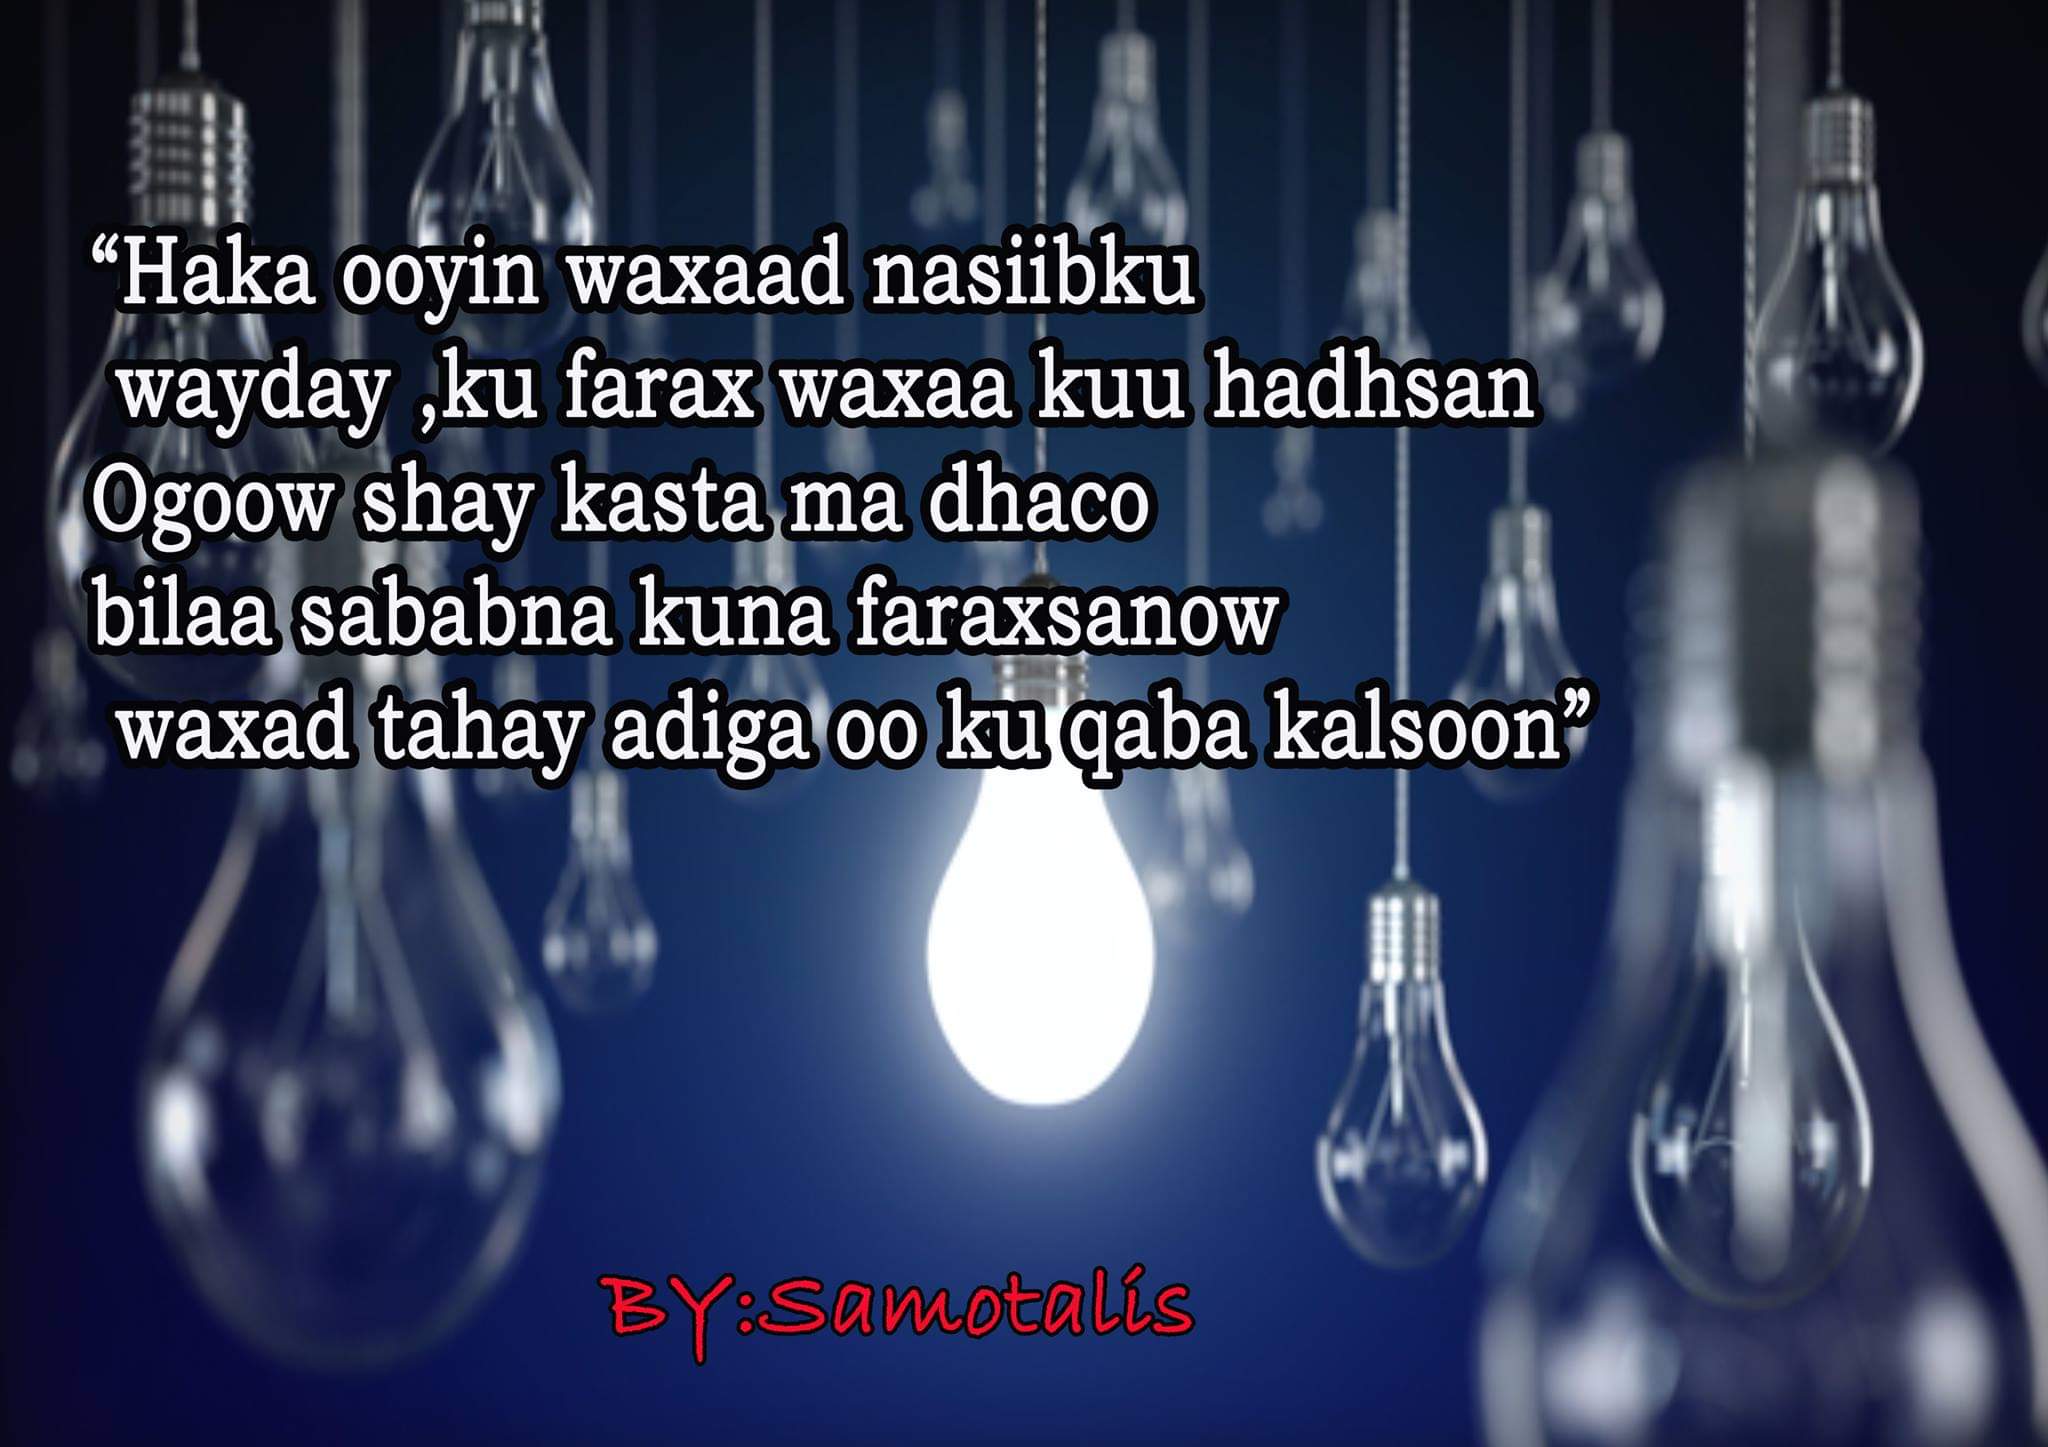 “Haka ooyin waxaad nasiibku
wayday ,ku farax waxaa kuu hadhsan
Ogoow shay kasta ma dhaco
bilaa sababna kuna faraxsanow
waxad tahay adiga oo ku qaba kalsoon”
BY:Samotalis